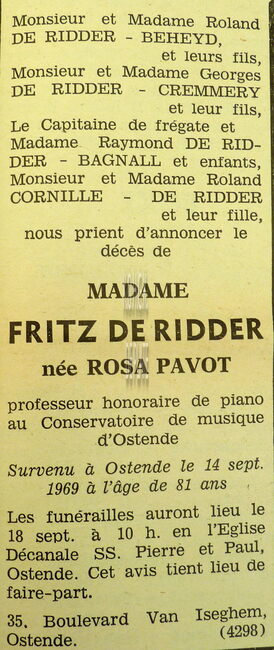 Monsieur et Madame Roland
DE RIDDER - BEHEYD,
et leurs fils,
Monsieur et Madame Georges
DE RIDDER - CREMMERY
et leur fils,
Le Capitaine de frégate et
Madame Raymond DE RID-
DER - BAGNALL et enfants,
Monsieur et Madame Roland
CORNILLE - DE RIDDER
et leur fille,
nous prient d'annoncer le
décès de
MADAME
FRITZ DE RIDDER
née ROSA PAVOT
professeur honoraire de piano
au Conservatoire de musique
d'Ostende
Survenu à Ostende le 14 sept.
1969 à l'âge de 81 ans
Les funérailles auront lieu le
18 sept. à 10 h. en l'Eglise
Décanale SS. Pierre et Paul,
Ostende. Cet avis tient lieu de
faire-part.
35, Boulevard Van Iseghem,
Ostende. (4298)